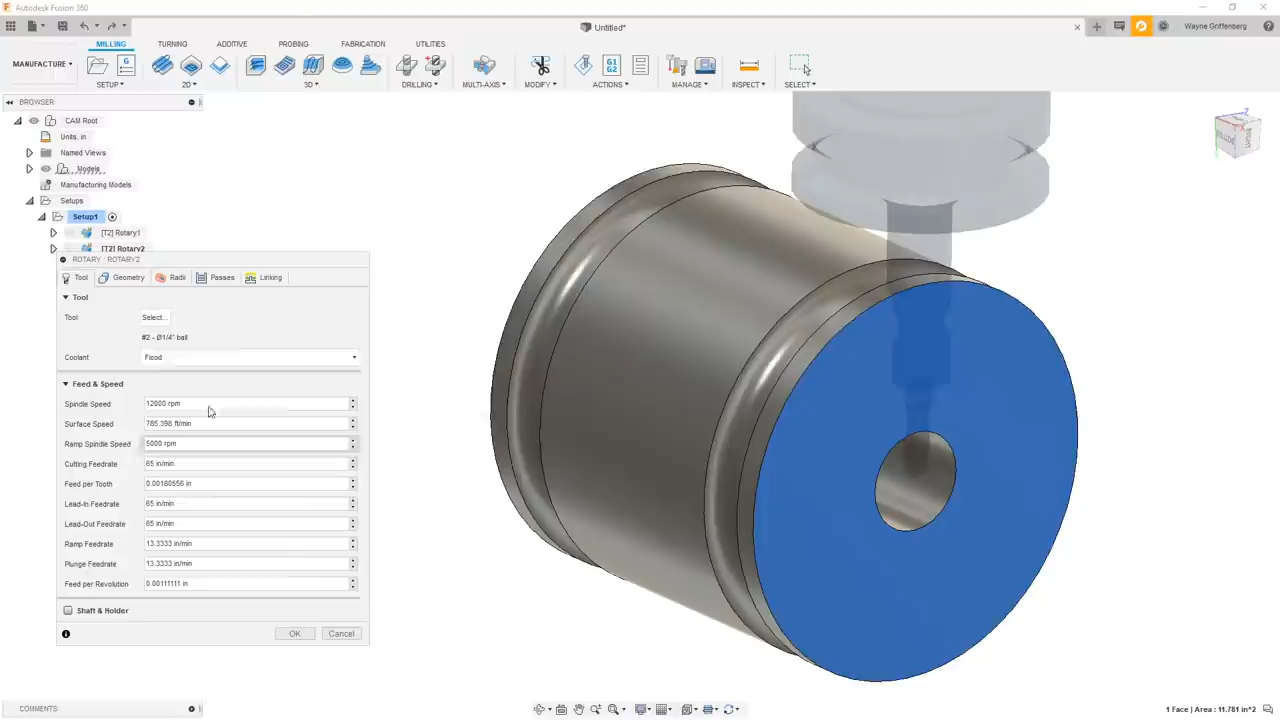 Autodesk Fusion 360
Untitled*
Wayne Griffenberg
MILLING TURNING ADDITIVE PROBING FABRICATION UTILITIES
MANUFACTURE
G1
G2
SETUP 2D 3D DRILLING MULTI-AXIS MODIFY ACTIONS MANAGE INSPECT SELECT
BROWSER
CAM Root
Units: in
Named Views
Models
Manufacturing Models
Setups
Setup1
[T2] Rotary1
[T2] Rotary2
ROTARY : ROTARY2
Tool Geometry Radii Passes Linking
Tool
Tool Select...
#2 - Ø1/4" ball
Coolant Flood
Feed & Speed
Spindle Speed 12000 rpm
Surface Speed 785.398 ft/min
Ramp Spindle Speed 5000 rpm
Cutting Feedrate 65 in/min
Feed per Tooth 0.00180556 in
Lead-In Feedrate 65 in/min
Lead-Out Feedrate 65 in/min
Ramp Feedrate 13.3333 in/min
Plunge Feedrate 13.3333 in/min
Feed per Revolution 0.00111111 in
Shaft & Holder
OK Cancel
Z
RIGHT
COMMENTS
1 Face | Area : 11.781 in^2